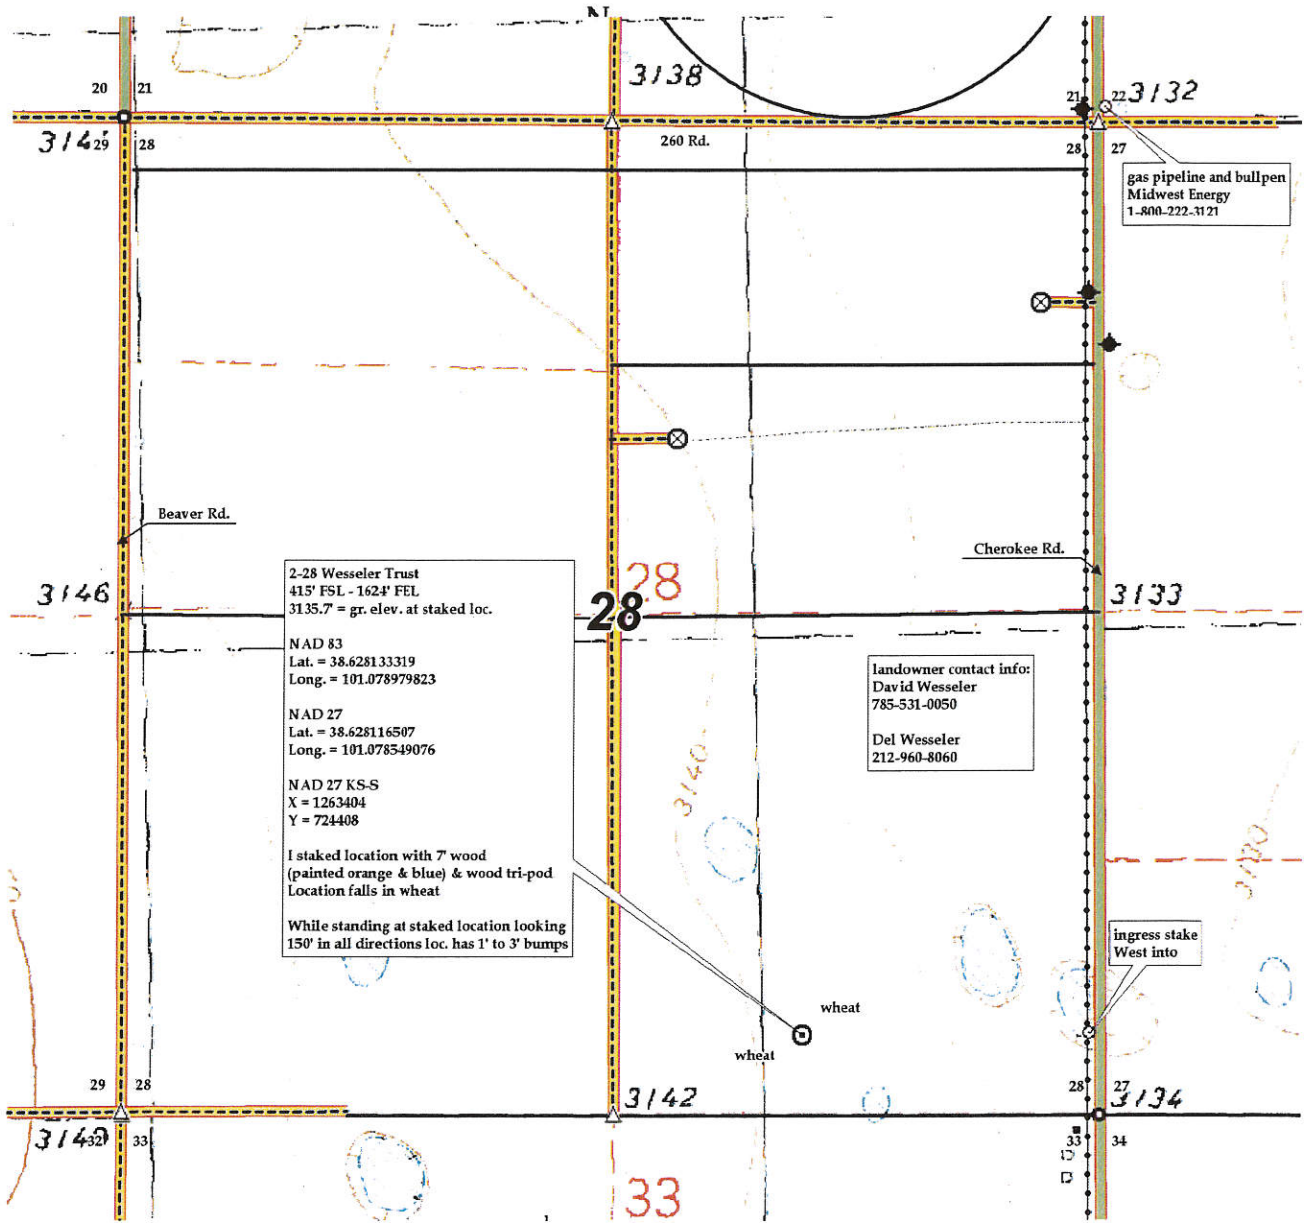 N
3138
20 21
21 22
3132
29 28
260 Rd.
28 27
gas pipeline and bullpen
Midwest Energy
1-800-222-3121
Beaver Rd.
Cherokee Rd.
2-28 Wesseler Trust
415' FSL - 1624' FEL
3135.7' = gr. elev. at staked loc.
NAD 83
Lat. = 38.628133319
Long. = 101.078979823
NAD 27
Lat. = 38.628116507
Long. = 101.078549076
NAD 27 KS-S
X = 1263404
Y = 724408
I staked location with 7' wood
(painted orange & blue) & wood tri-pod
Location falls in wheat
While standing at staked location looking
150' in all directions loc. has 1' to 3' bumps
3146
28
28
3133
landowner contact info:
David Wesseler
785-531-0050
Del Wesseler
212-960-8060
3140
3130
ingress stake
West into
wheat
wheat
29 28
28 27
3142
3134
32 33
33 34
33